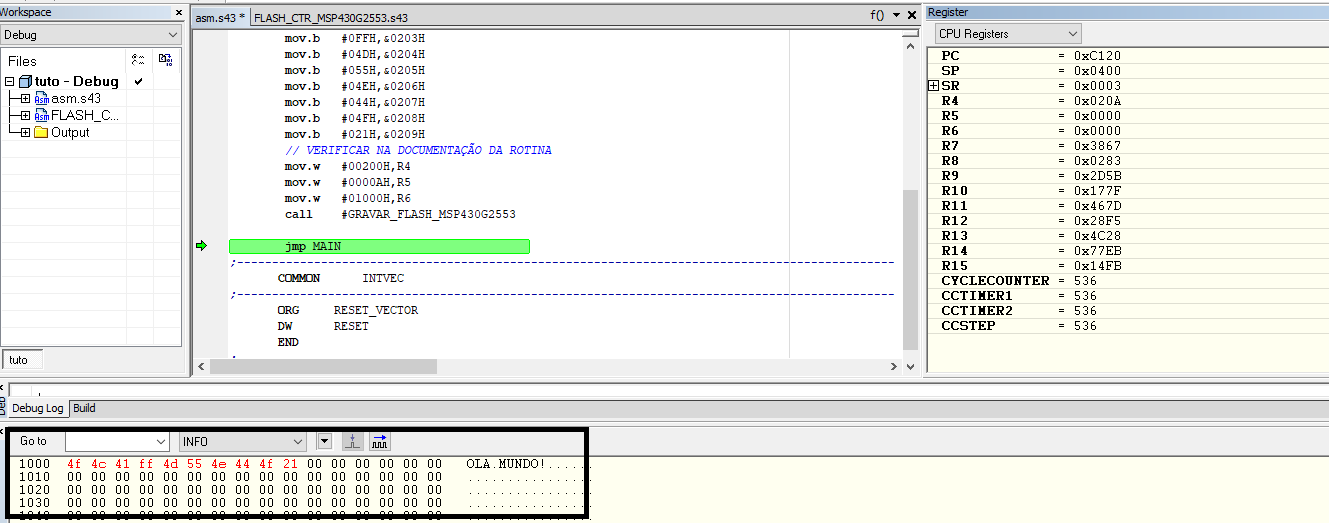 Workspace
Debug
Files
tuto - Debug
asm.s43
FLASH_C...
Output
tuto
asm.s43 * FLASH_CTR_MSP430G2553.s43 f()
mov.b #0FFH,&0203H
mov.b #04DH,&0204H
mov.b #055H,&0205H
mov.b #04EH,&0206H
mov.b #044H,&0207H
mov.b #04FH,&0208H
mov.b #021H,&0209H
// VERIFICAR NA DOCUMENTAÇÃO DA ROTINA
mov.w #00200H,R4
mov.w #0000AH,R5
mov.w #01000H,R6
call #GRAVAR_FLASH_MSP430G2553
jmp MAIN
;----------------------------------------------------------------------
COMMON INTVEC
;----------------------------------------------------------------------
ORG RESET_VECTOR
DW RESET
END
Register
CPU Registers
PC = 0xC120
SP = 0x0400
SR = 0x0003
R4 = 0x020A
R5 = 0x0000
R6 = 0x0000
R7 = 0x3867
R8 = 0x0283
R9 = 0x2D5B
R10 = 0x177F
R11 = 0x467D
R12 = 0x28F5
R13 = 0x4C28
R14 = 0x77EB
R15 = 0x14FB
CYCLECOUNTER = 536
CCTIMER1 = 536
CCTIMER2 = 536
CCSTEP = 536
Debug Log Build
Go to INFO
1000 4f 4c 41 ff 4d 55 4e 44 4f 21 00 00 00 00 00 00 OLA.MUNDO!......
1010 00 00 00 00 00 00 00 00 00 00 00 00 00 00 00 00 ................
1020 00 00 00 00 00 00 00 00 00 00 00 00 00 00 00 00 ................
1030 00 00 00 00 00 00 00 00 00 00 00 00 00 00 00 00 ................